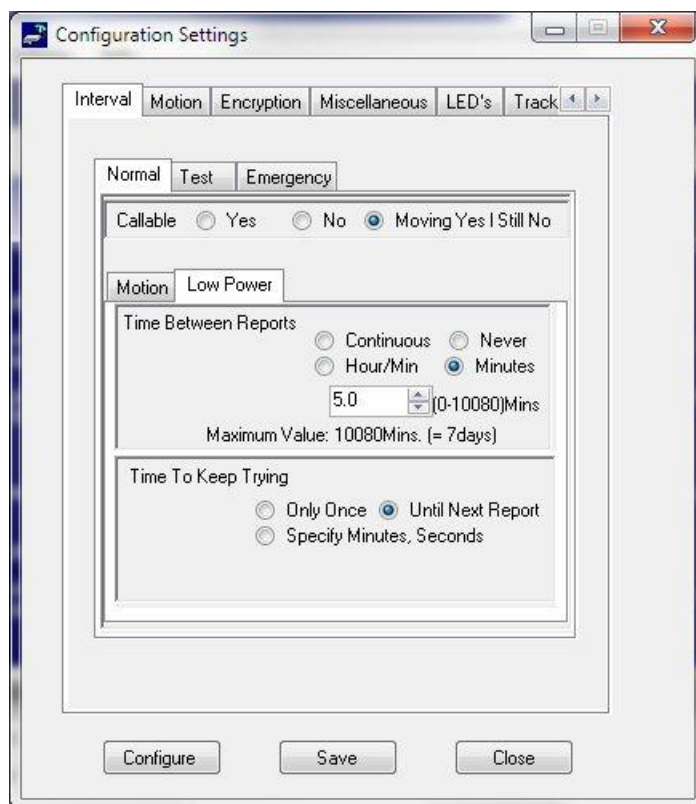 Configuration Settings
Interval Motion Encryption Miscellaneous LED's Track
Normal Test Emergency
Callable Yes No Moving Yes I Still No
Motion Low Power
Time Between Reports
Continuous Never
Hour/Min Minutes
5.0 (0-10080)Mins
Maximum Value: 10080Mins. (= 7days)
Time To Keep Trying
Only Once Until Next Report
Specify Minutes, Seconds
Configure Save Close